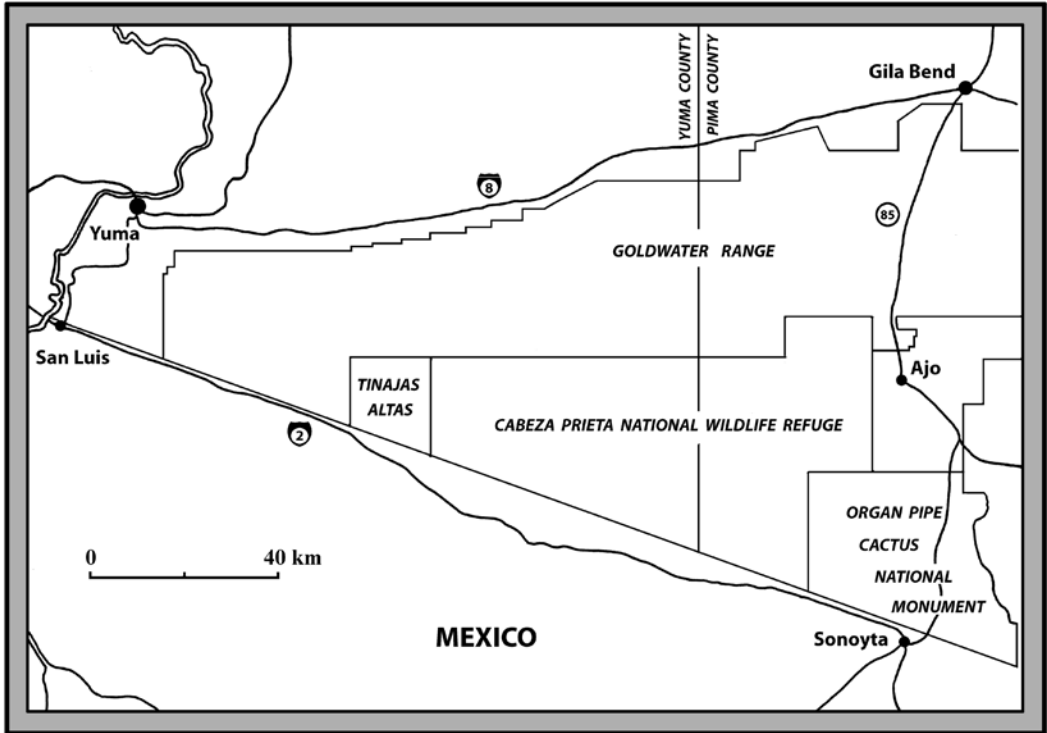 YUMA COUNTY
PIMA COUNTY
Gila Bend
8
Yuma
85
GOLDWATER RANGE
San Luis
TINAJAS
ALTAS
Ajo
CABEZA PRIETA NATIONAL WILDLIFE REFUGE
2
ORGAN PIPE
CACTUS
NATIONAL
MONUMENT
0 40 km
MEXICO
Sonoyta